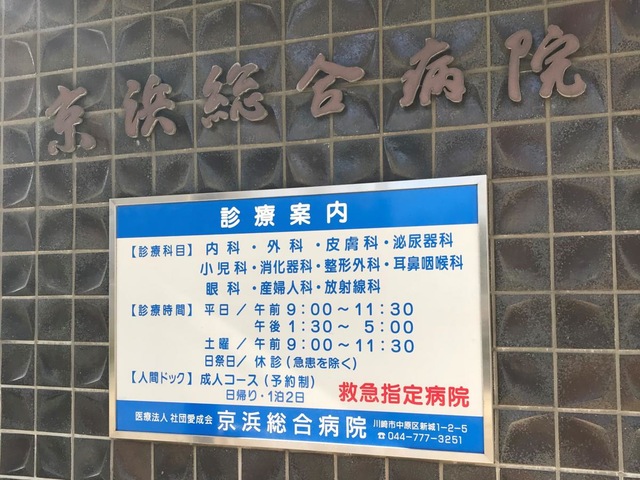 京浜総合病院
診療案内
【診療科目】内科・外科・皮膚科・泌尿器科
小児科・消化器科・整形外科・耳鼻咽喉科
眼科・産婦人科・放射線科
【診療時間】平日／午前9:00～11:30
午後1:30～5:00
土曜／午前9:00～11:30
日祭日／休診(急患を除く)
【人間ドック】成人コース(予約制)
日帰り・1泊2日
救急指定病院
医療法人社団愛成会 京浜総合病院
川崎市中原区新城1-2-5
☎044-777-3251